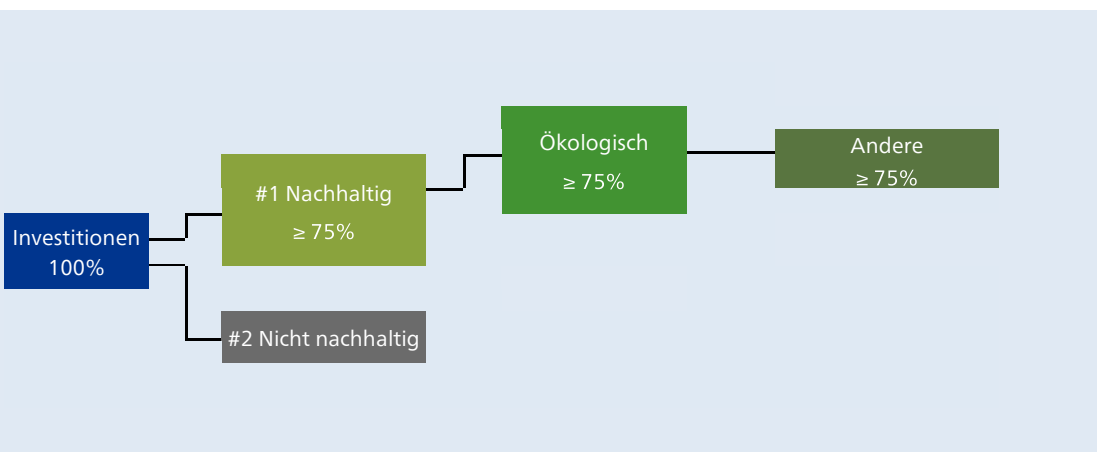 Investitionen
100%
#1 Nachhaltig
≥ 75%
#2 Nicht nachhaltig
Ökologisch
≥ 75%
Andere
≥ 75%